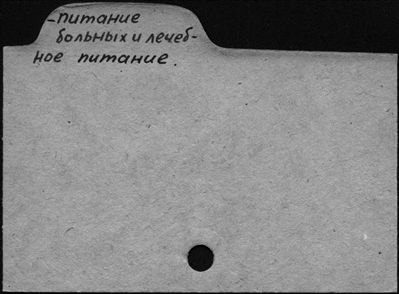 -питание
больных и лечеб-
ное питание.